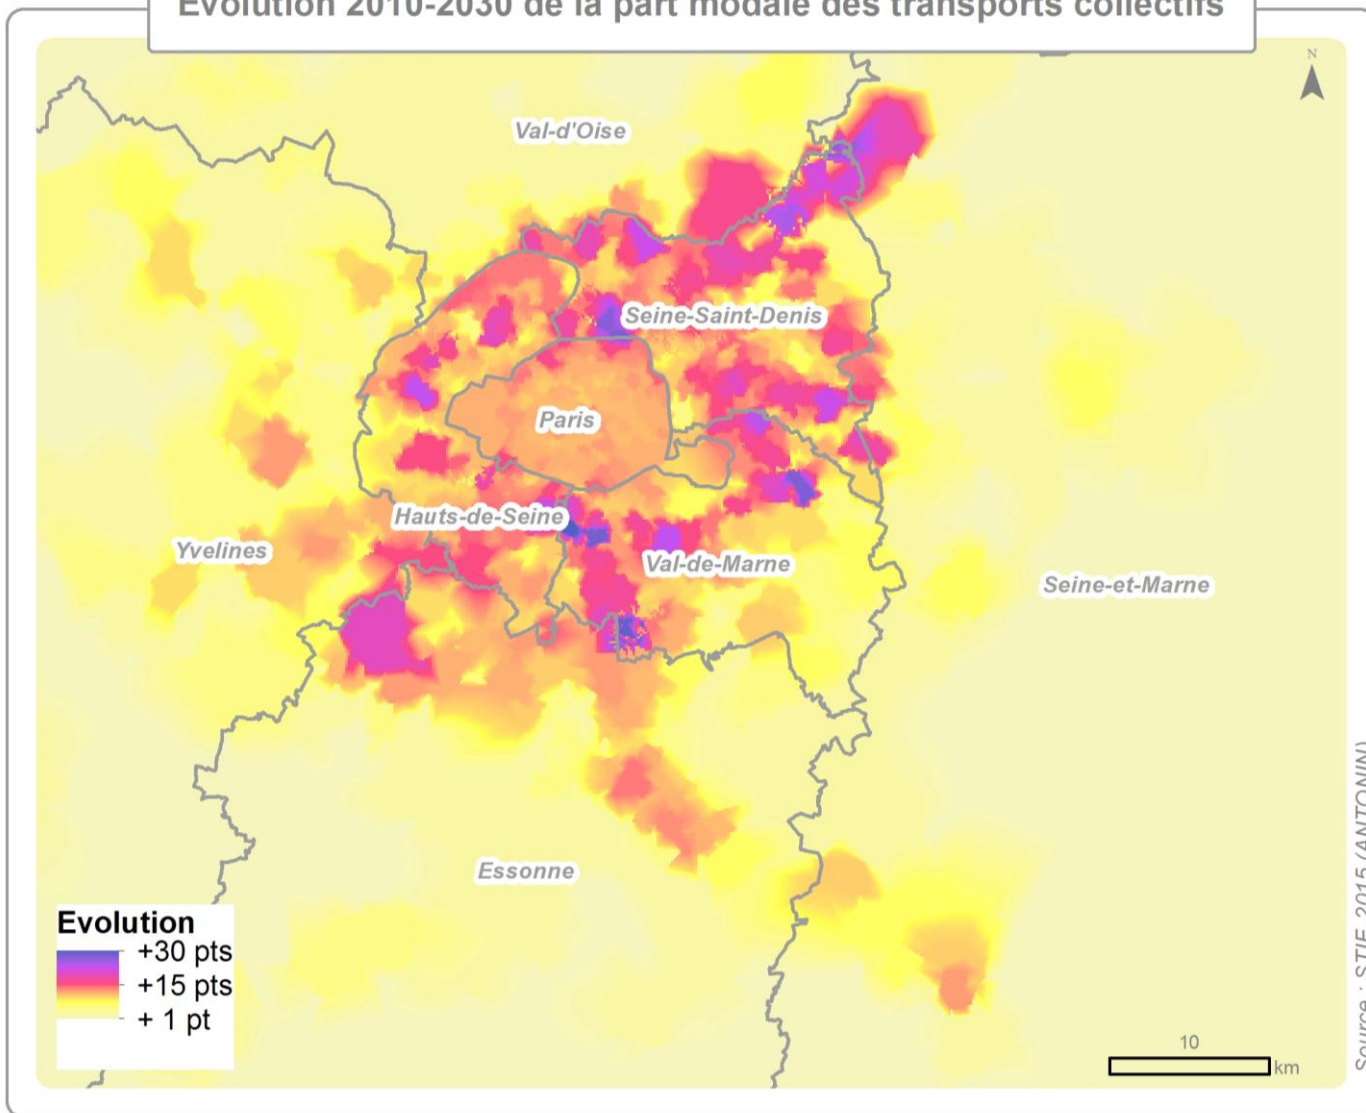 Evolution 2010-2030 de la part modale des transports collectifs
N
Val-d'Oise
Seine-Saint-Denis
Paris
Hauts-de-Seine
Yvelines
Val-de-Marne
Seine-et-Marne
Essonne
Evolution
+30 pts
+15 pts
+ 1 pt
10
km
Source : STIF 2015 (ANTONIN)